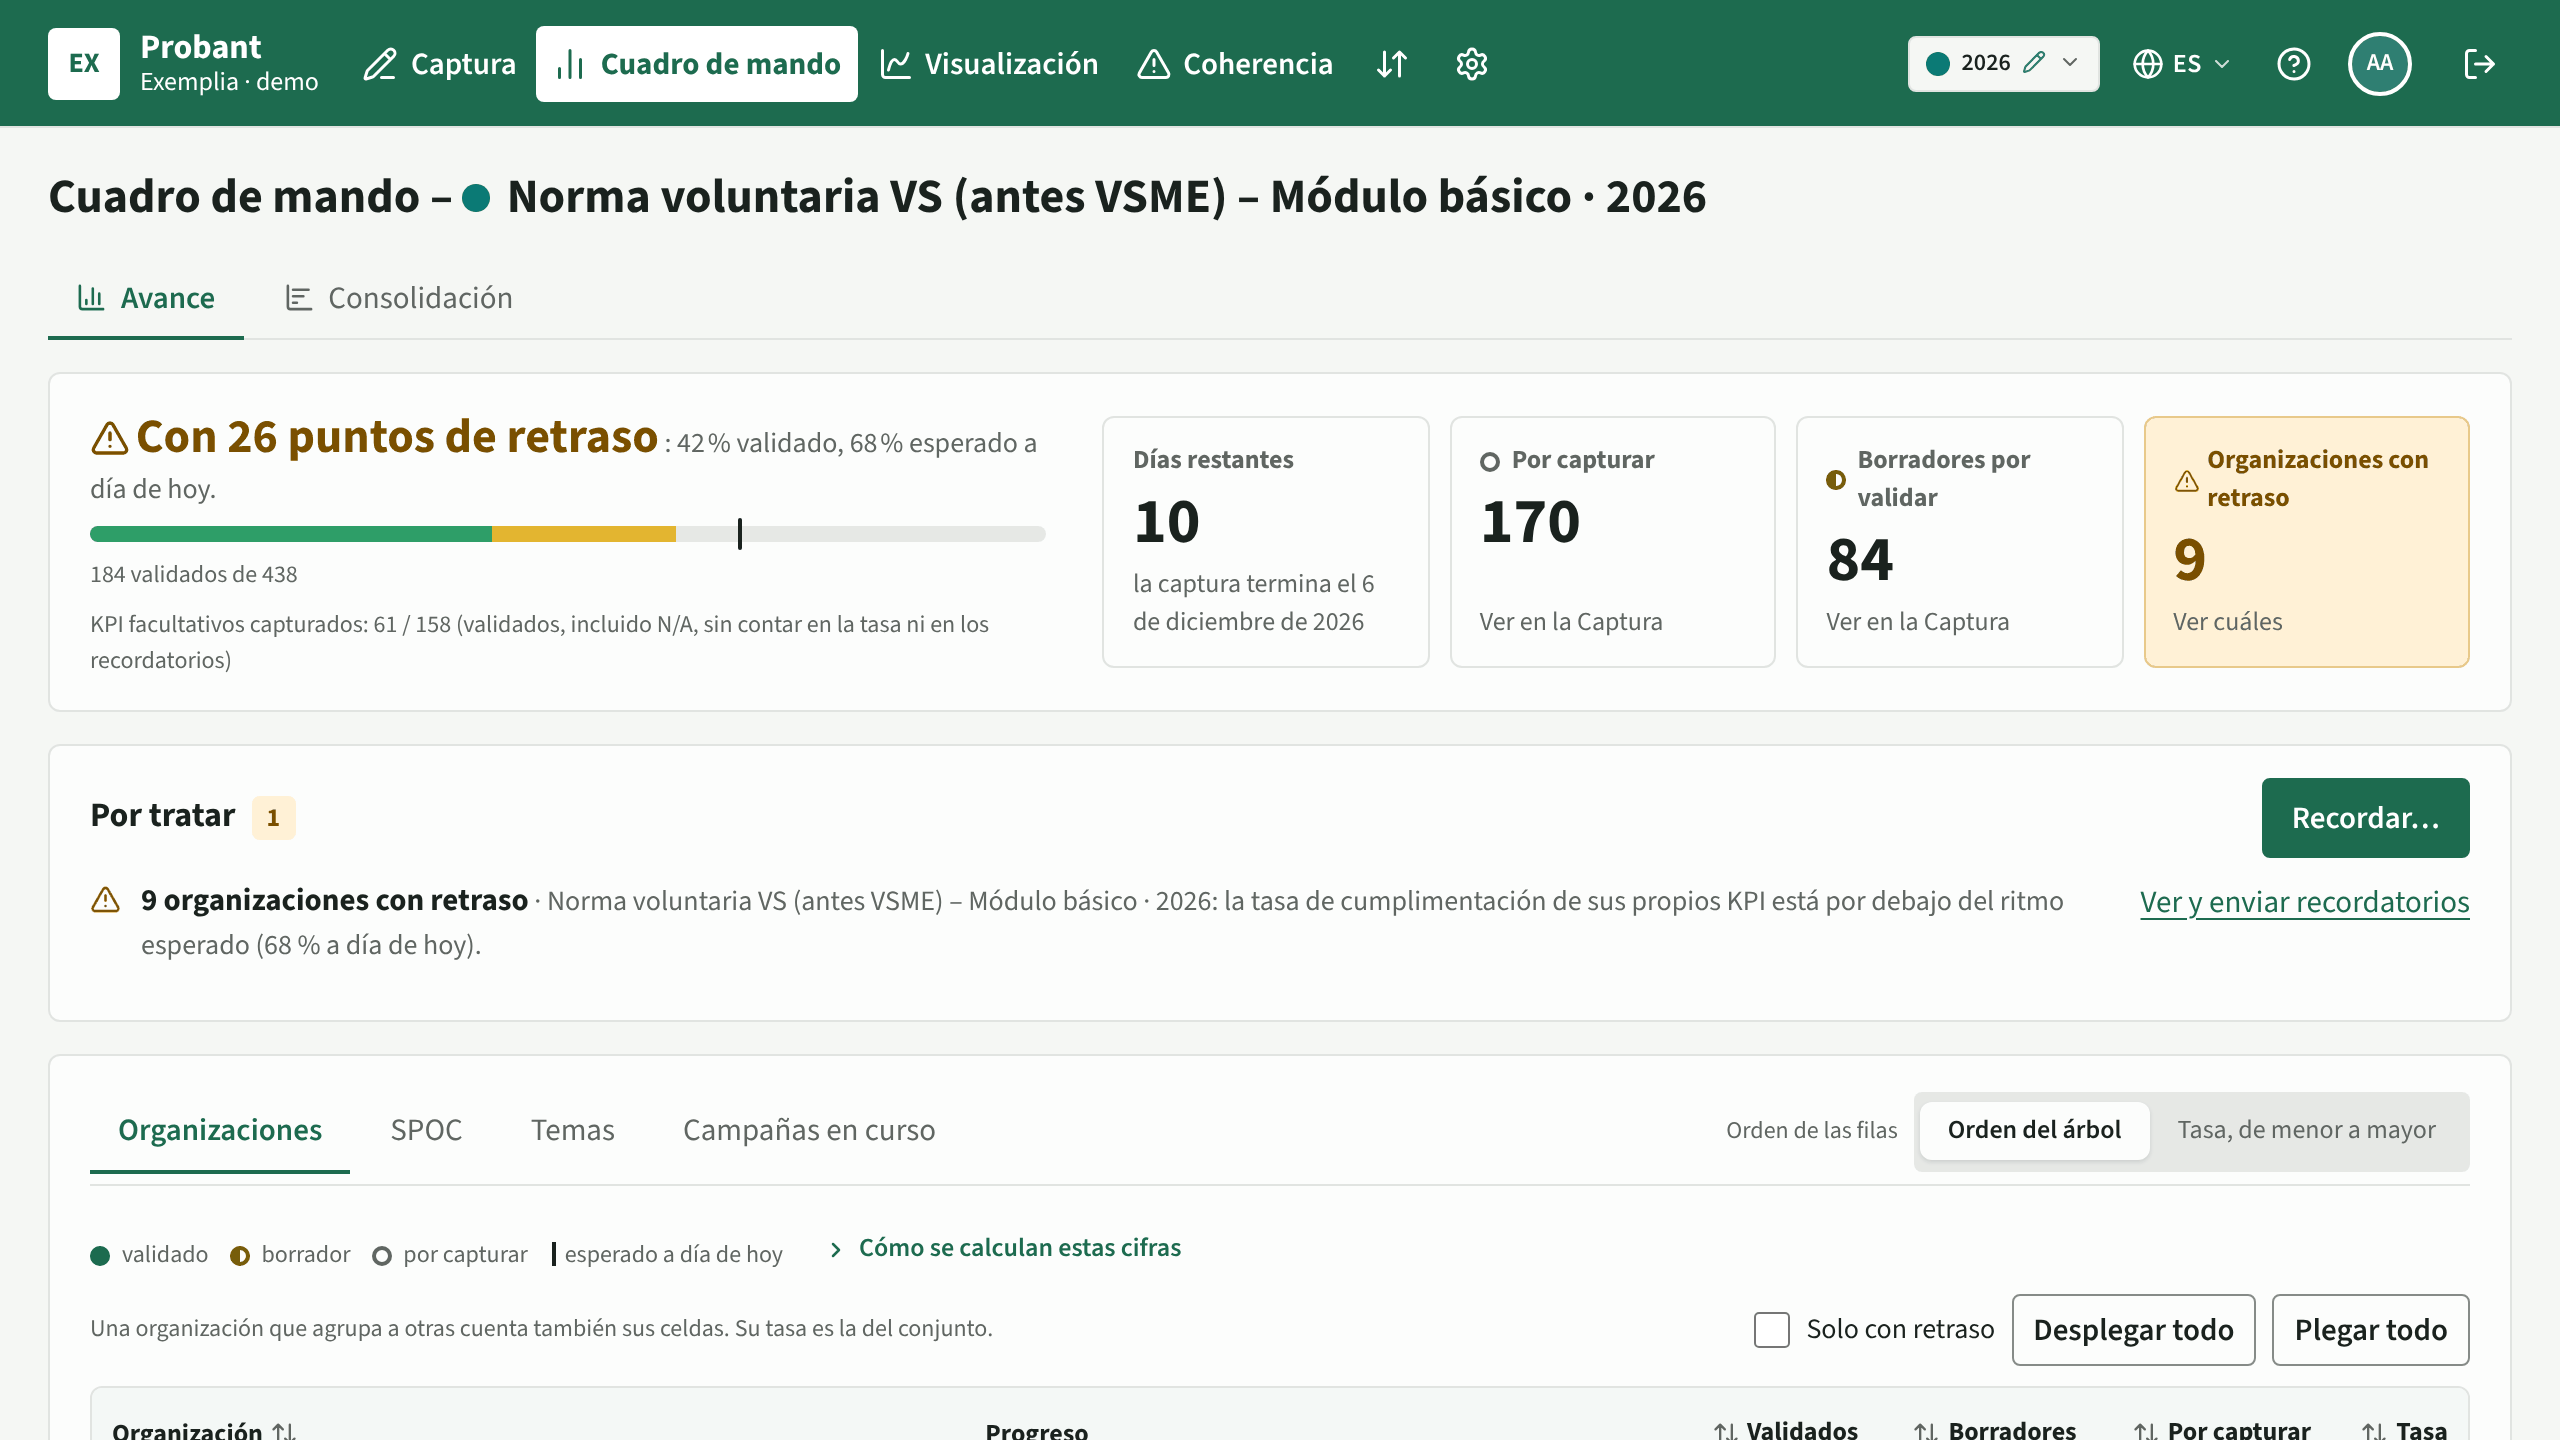 EX
Probant
Exemplia · demo
Captura
Cuadro de mando
Visualización
Coherencia
2026
ES
AA
Cuadro de mando – Norma voluntaria VS (antes VSME) – Módulo básico · 2026
Avance
Consolidación
Con 26 puntos de retraso : 42 % validado, 68 % esperado a
día de hoy.
184 validados de 438
KPI facultativos capturados: 61 / 158 (validados, incluido N/A, sin contar en la tasa ni en los
recordatorios)
Días restantes
10
la captura termina el 6
de diciembre de 2026
Por capturar
170
Ver en la Captura
Borradores por
validar
84
Ver en la Captura
Organizaciones con
retraso
9
Ver cuáles
Por tratar 1
Recordar…
9 organizaciones con retraso · Norma voluntaria VS (antes VSME) – Módulo básico · 2026: la tasa de cumplimentación de sus propios KPI está por debajo del ritmo
esperado (68 % a día de hoy).
Ver y enviar recordatorios
Organizaciones
SPOC
Temas
Campañas en curso
Orden de las filas
Orden del árbol
Tasa, de menor a mayor
validado
borrador
por capturar
esperado a día de hoy
Cómo se calculan estas cifras
Una organización que agrupa a otras cuenta también sus celdas. Su tasa es la del conjunto.
Solo con retraso
Desplegar todo
Plegar todo
Organización
Progreso
Validados
Borradores
Por capturar
Tasa